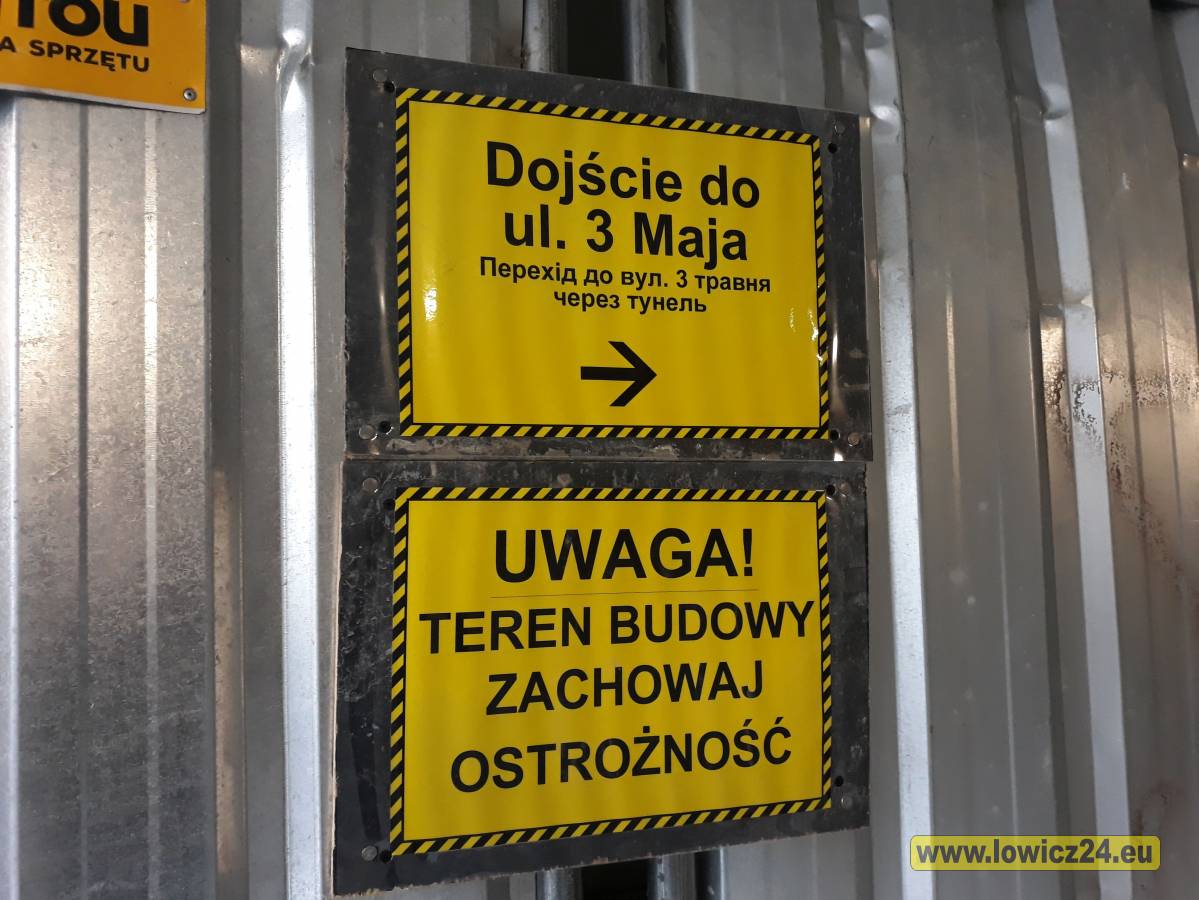 A SPRZĘTU
Dojście do
ul. 3 Maja
Перехід до вул. 3 травня
через тунель
UWAGA!
TEREN BUDOWY
ZACHOWAJ
OSTROŻNOŚĆ
www.lowicz24.eu